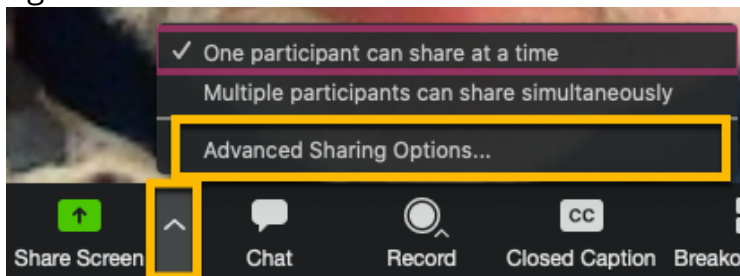 One participant can share at a time
Multiple participants can share simultaneously
Advanced Sharing Options...
CC
Share Screen
Chat
Record
Closed Caption